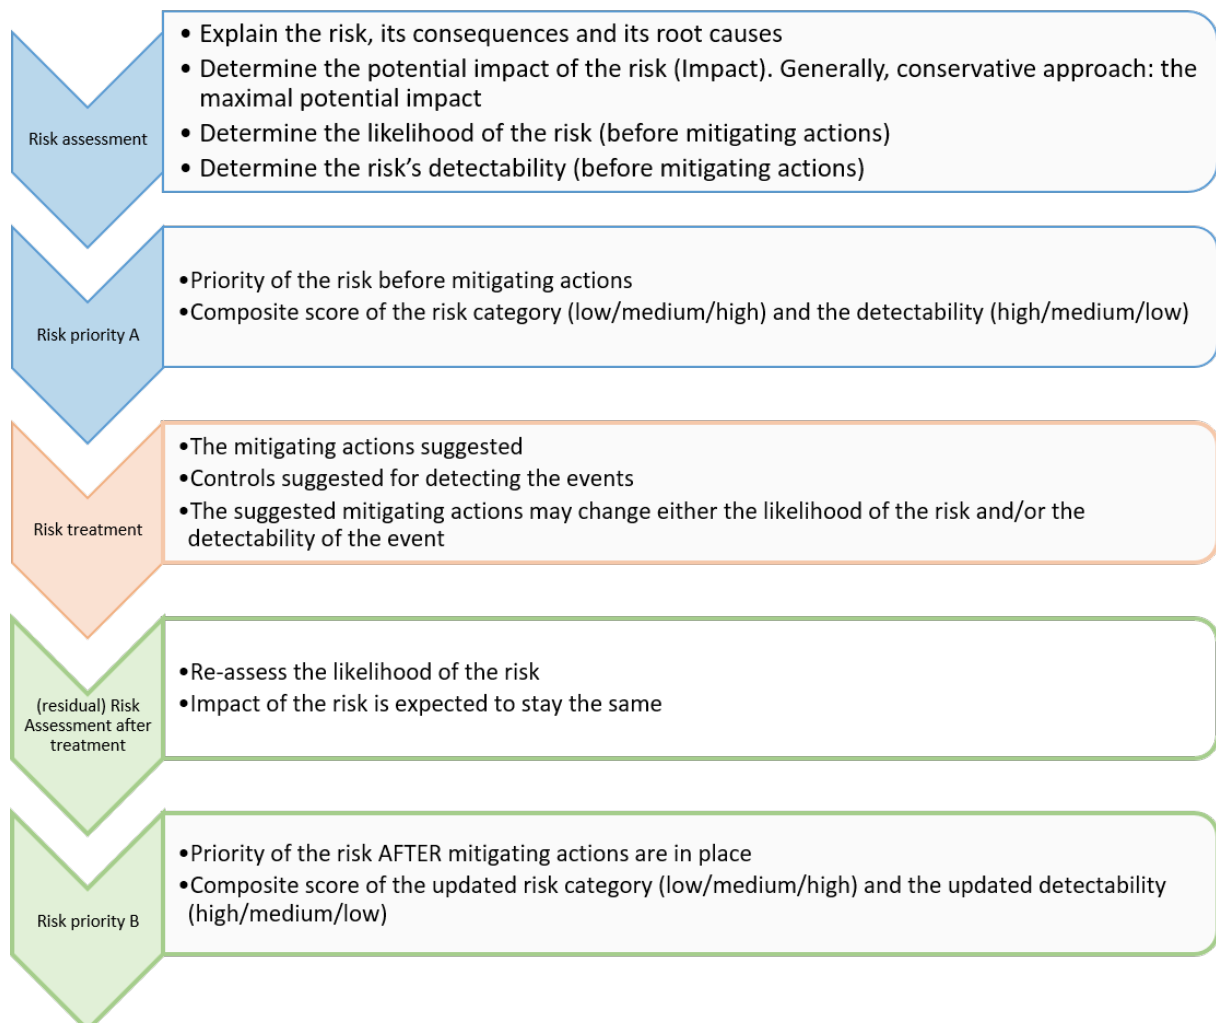 • Explain the risk, its consequences and its root causes
• Determine the potential impact of the risk (Impact). Generally, conservative approach: the
maximal potential impact
Risk assessment
• Determine the likelihood of the risk (before mitigating actions)
• Determine the risk’s detectability (before mitigating actions)
•Priority of the risk before mitigating actions
•Composite score of the risk category (low/medium/high) and the detectability (high/medium/low)
Risk priority A
•The mitigating actions suggested
•Controls suggested for detecting the events
•The suggested mitigating actions may change either the likelihood of the risk and/or the
detectability of the event
Risk treatment
•Re-assess the likelihood of the risk
•Impact of the risk is expected to stay the same
(residual) Risk
Assessment after
treatment
•Priority of the risk AFTER mitigating actions are in place
•Composite score of the updated risk category (low/medium/high) and the updated detectability
(high/medium/low)
Risk priority B